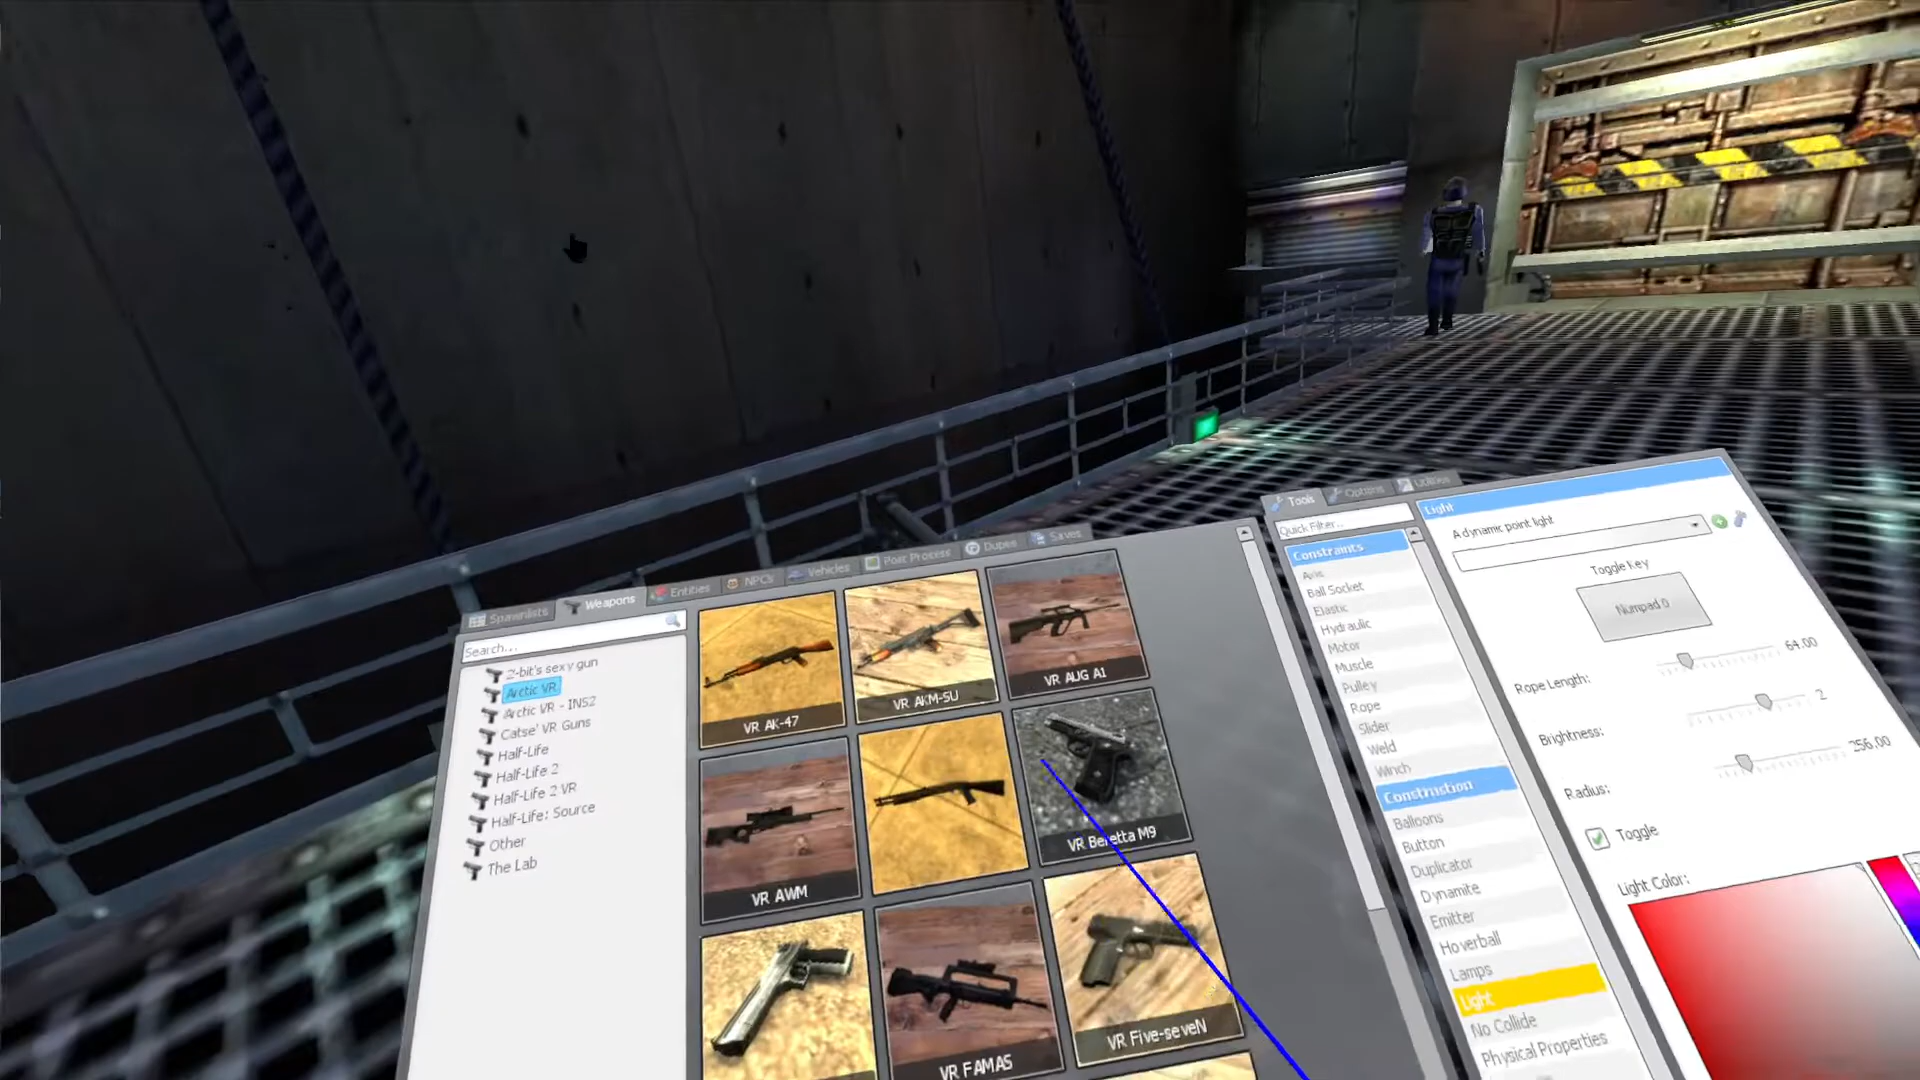 Spawnlists
Weapons
Entities
NPCs
Vehicles
Post Process
Dupes
Saves
Search...
2-bit's sexy gun
Arctic VR
Arctic VR - INS2
Catse' VR Guns
Half-Life
Half-Life 2
Half-Life 2 VR
Half-Life: Source
Other
The Lab
VR AK-47
VR AKM-SU
VR AUG A1
VR AWM
VR Beretta M9
VR FAMAS
VR Five-seveN
Tools
Options
Utilities
Quick Filter...
Constraints
Axis
Ball Socket
Elastic
Hydraulic
Motor
Muscle
Pulley
Rope
Slider
Weld
Winch
Construction
Balloons
Button
Duplicator
Dynamite
Emitter
Hoverball
Lamps
Light
No Collide
Physical Properties
Light
A dynamic point light
Toggle Key
Numpad 0
Rope Length:
64.00
Brightness:
2
Radius:
256.00
Toggle
Light Color: